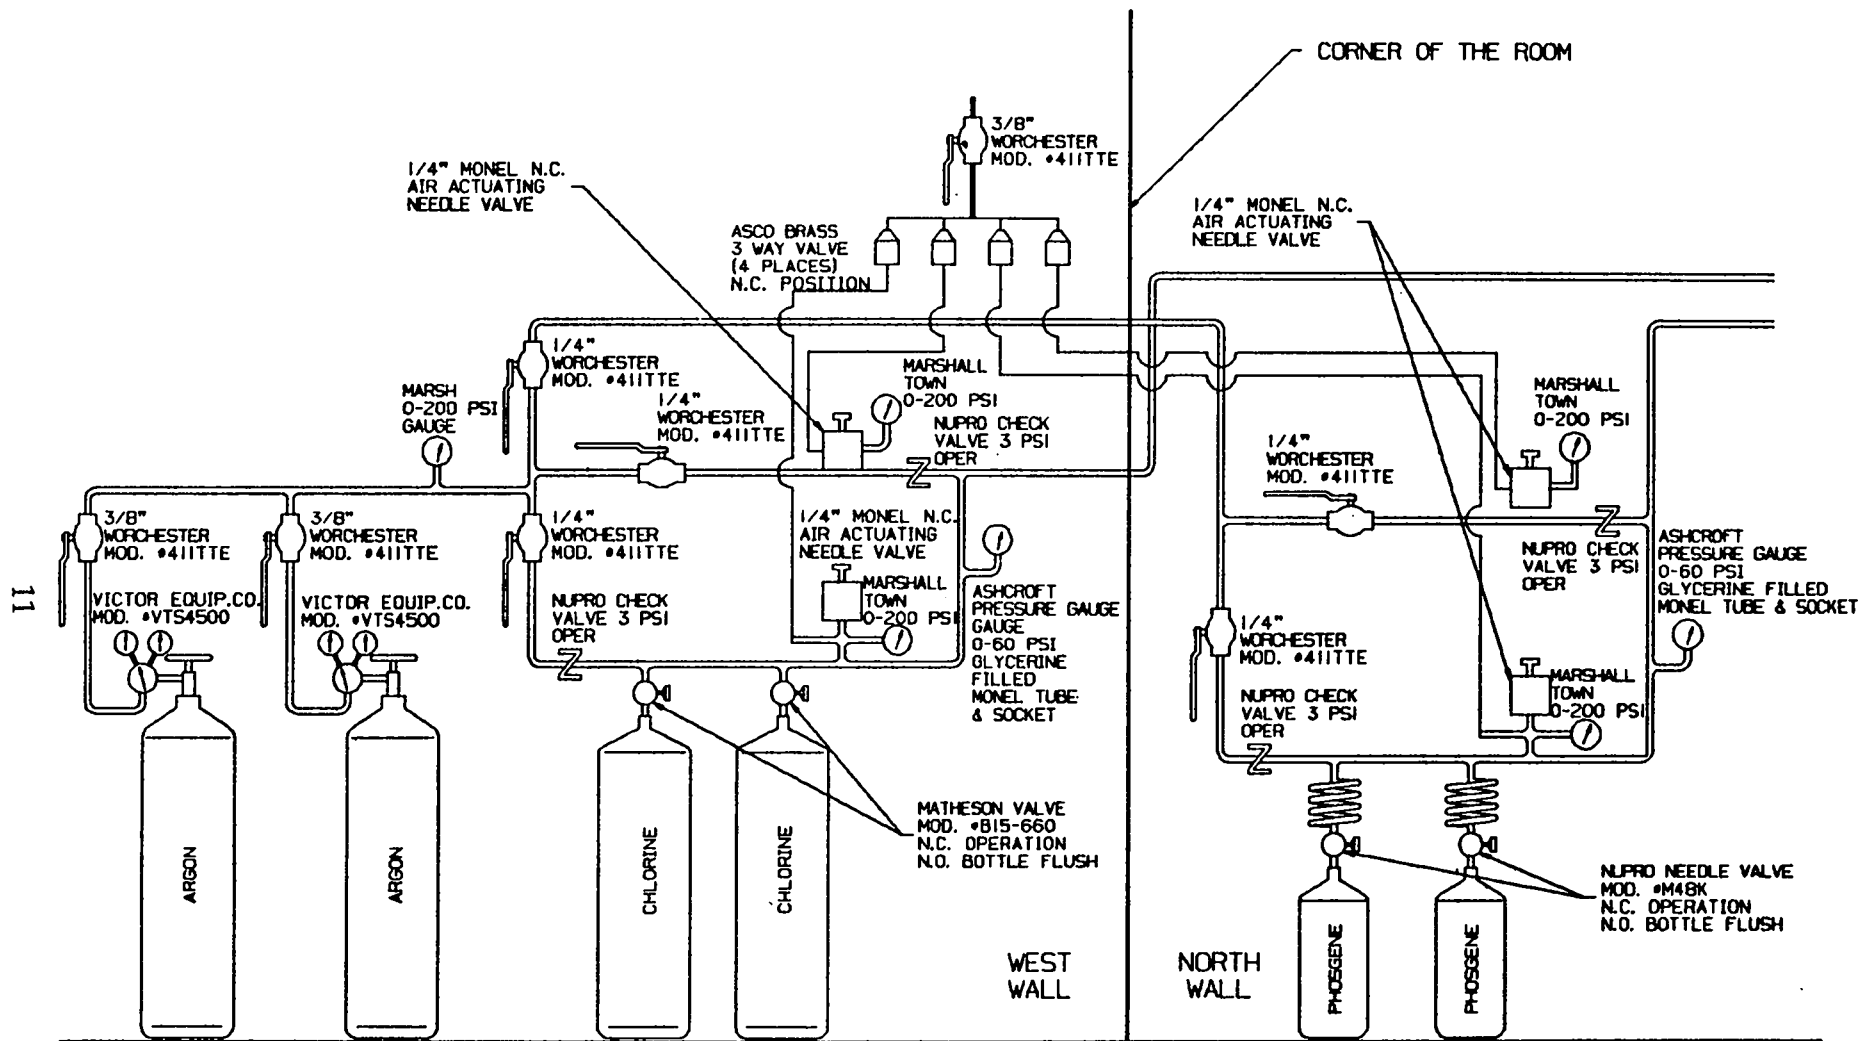 CORNER OF THE ROOM
3/8"
WORCHESTER
MOD. #411TTE
1/4" MONEL N.C.
AIR ACTUATING
NEEDLE VALVE
1/4" MONEL N.C.
AIR ACTUATING
NEEDLE VALVE
ASCO BRASS
3 WAY VALVE
(4 PLACES)
N.C. POSITION
1/4"
WORCHESTER
MOD. #411TTE
MARSH
0-200 PSI
GAUGE
1/4"
WORCHESTER
MOD. #411TTE
MARSHALL
TOWN
0-200 PSI
NUPRO CHECK
VALVE 3 PSI
OPER
MARSHALL
TOWN
0-200 PSI
1/4"
WORCHESTER
MOD. #411TTE
3/8"
WORCHESTER
MOD. #411TTE
3/8"
WORCHESTER
MOD. #411TTE
1/4"
WORCHESTER
MOD. #411TTE
1/4" MONEL N.C.
AIR ACTUATING
NEEDLE VALVE
NUPRO CHECK
VALVE 3 PSI
OPER
ASHCROFT
PRESSURE GAUGE
0-60 PSI
GLYCERINE FILLED
MONEL TUBE & SOCKET
11
VICTOR EQUIP.CO.
MOD. #VTS4500
VICTOR EQUIP.CO.
MOD. #VTS4500
NUPRO CHECK
VALVE 3 PSI
OPER
MARSHALL
TOWN
0-200 PSI
ASHCROFT
PRESSURE GAUGE
GAUGE
0-60 PSI
GLYCERINE
FILLED
MONEL TUBE
& SOCKET
1/4"
WORCHESTER
MOD. #411TTE
NUPRO CHECK
VALVE 3 PSI
OPER
MARSHALL
TOWN
0-200 PSI
MATHESON VALVE
MOD. #B15-660
N.C. OPERATION
N.O. BOTTLE FLUSH
NUPRO NEEDLE VALVE
MOD. #M48K
N.C. OPERATION
N.O. BOTTLE FLUSH
ARGON
ARGON
CHLORINE
CHLORINE
PHOSGENE
PHOSGENE
WEST
WALL
NORTH
WALL